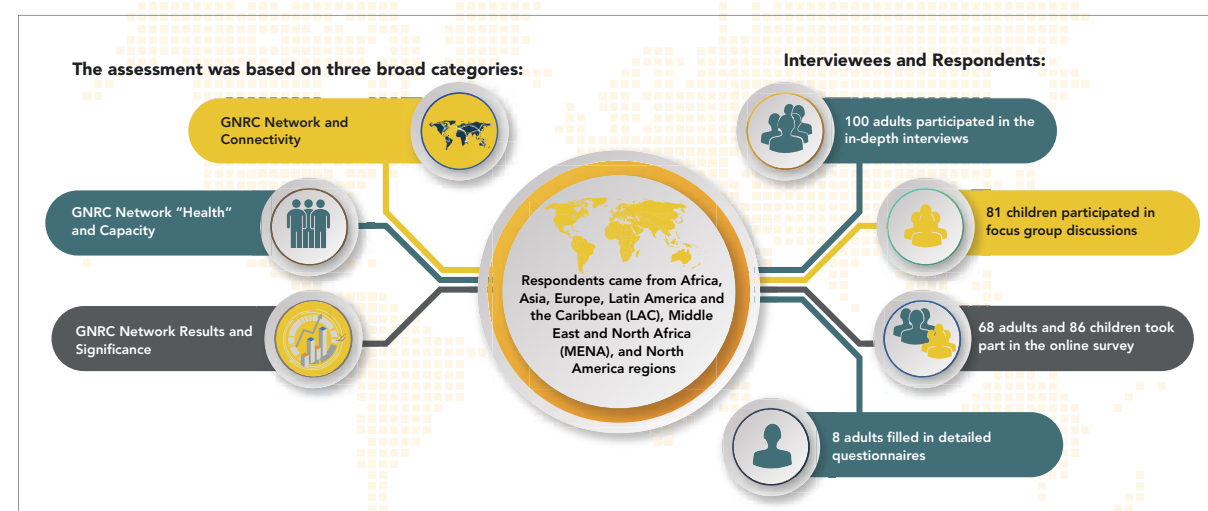 The assessment was based on three broad categories:
GNRC Network and
Connectivity
GNRC Network “Health”
and Capacity
GNRC Network Results and
Significance
Respondents came from Africa,
Asia, Europe, Latin America and
the Caribbean (LAC), Middle
East and North Africa
(MENA), and North
America regions
Interviewees and Respondents:
100 adults participated in the
in-depth interviews
81 children participated in
focus group discussions
68 adults and 86 children took
part in the online survey
8 adults filled in detailed
questionnaires